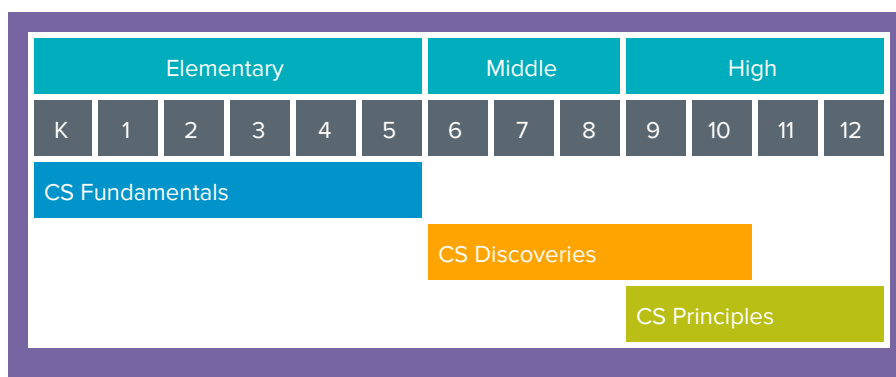 Elementary Middle High
K 1 2 3 4 5 6 7 8 9 10 11 12
CS Fundamentals
CS Discoveries
CS Principles